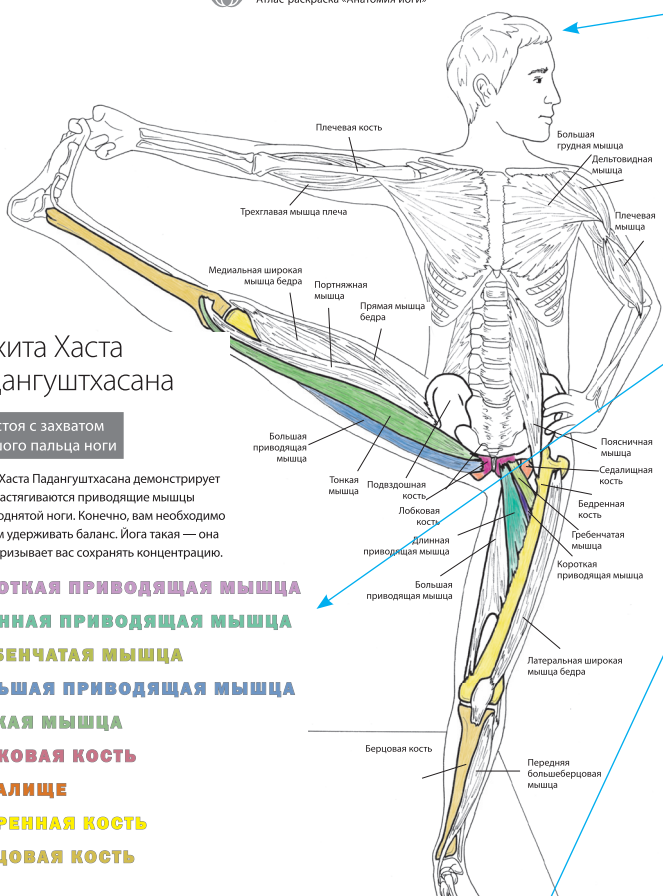 Атлас-раскраска «Анатомия йоги»
Плечевая кость
Большая
грудная мышца
Дельтовидная
мышца
Трехглавая мышца плеча
Плечевая
мышца
Медиальная широкая
мышца бедра
Портняжная
мышца
Прямая мышца
бедра
хита Хаста
дангуштхасана
стоя с захватом
шого пальца ноги
Хаста Падангуштхасана демонстрирует
астягиваются приводящие мышцы
однятой ноги. Конечно, вам необходимо
м удерживать баланс. Йога такая — она
ризывает вас сохранять концентрацию.
Большая
приводящая
мышца
Тонкая
мышца
Подвздошная
кость
Лобковая
кость
Длинная
приводящая мышца
Большая
приводящая мышца
Поясничная
мышца
Седалищная
кость
Бедренная
кость
Гребенчатая
мышца
Короткая
приводящая мышца
ОТКАЯ ПРИВОДЯЩАЯ МЫШЦА
ННАЯ ПРИВОДЯЩАЯ МЫШЦА
БЕНЧАТАЯ МЫШЦА
ЬШАЯ ПРИВОДЯЩАЯ МЫШЦА
КАЯ МЫШЦА
КОВАЯ КОСТЬ
АЛИЩЕ
РЕННАЯ КОСТЬ
ЦОВАЯ КОСТЬ
Латеральная широкая
мышца бедра
Берцовая кость
Передняя
большеберцовая
мышца